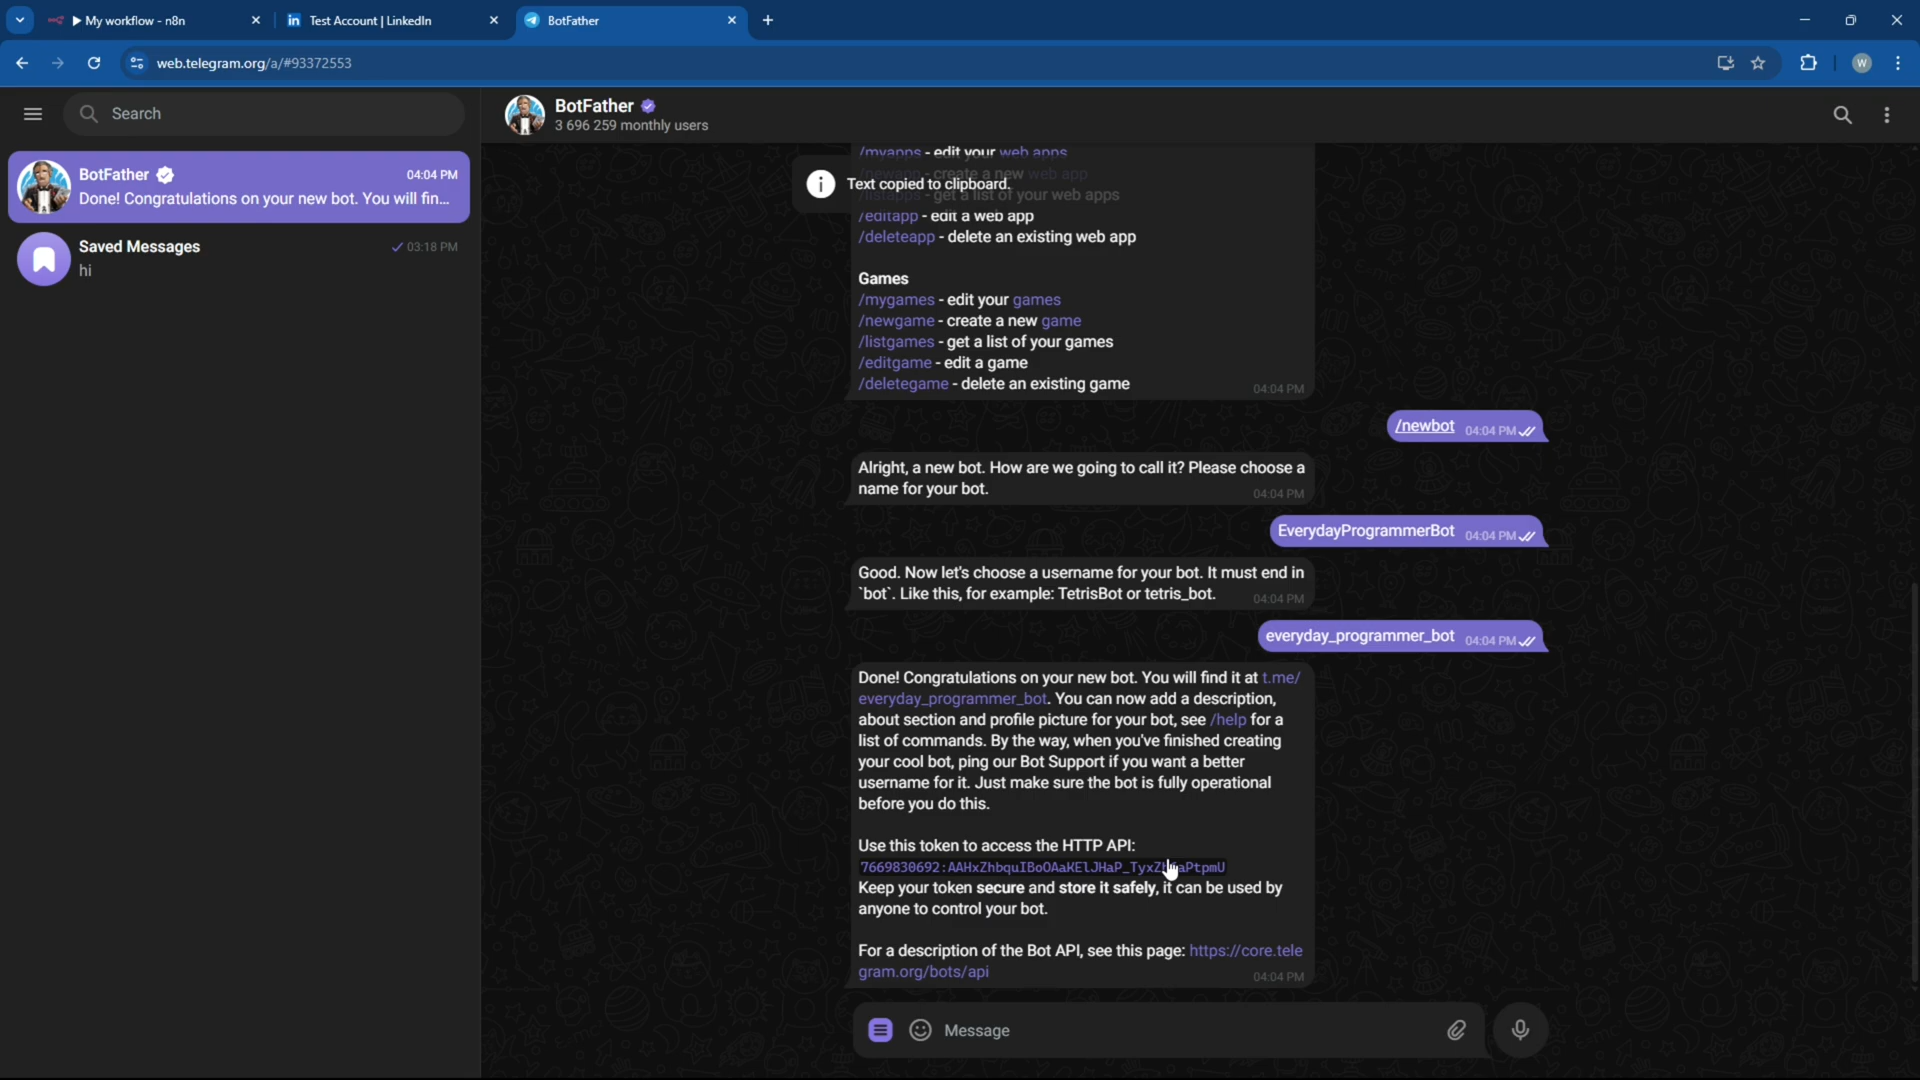 My workflow - n8n
Test Account | LinkedIn
BotFather
web.telegram.org/a/#93372553
W
Search
BotFather
04:04 PM
Done! Congratulations on your new bot. You will fin...
Saved Messages
03:18 PM
hi
BotFather
3 696 259 monthly users
/myapps - edit your web apps
/newapp - create a new web app
Text copied to clipboard.
/listapps - get a list of your web apps
/editapp - edit a web app
/deleteapp - delete an existing web app
Games
/mygames - edit your games
/newgame - create a new game
/listgames - get a list of your games
/editgame - edit a game
/deletegame - delete an existing game
04:04 PM
/newbot 04:04 PM
Alright, a new bot. How are we going to call it? Please choose a
name for your bot.
04:04 PM
EverydayProgrammerBot 04:04 PM
Good. Now let's choose a username for your bot. It must end in
`bot`. Like this, for example: TetrisBot or tetris_bot.
04:04 PM
everyday_programmer_bot 04:04 PM
Done! Congratulations on your new bot. You will find it at t.me/
everyday_programmer_bot. You can now add a description,
about section and profile picture for your bot, see /help for a
list of commands. By the way, when you've finished creating
your cool bot, ping our Bot Support if you want a better
username for it. Just make sure the bot is fully operational
before you do this.
Use this token to access the HTTP API:
Keep your token secure and store it safely, it can be used by
anyone to control your bot.
For a description of the Bot API, see this page: https://core.tele
gram.org/bots/api
04:04 PM
Message